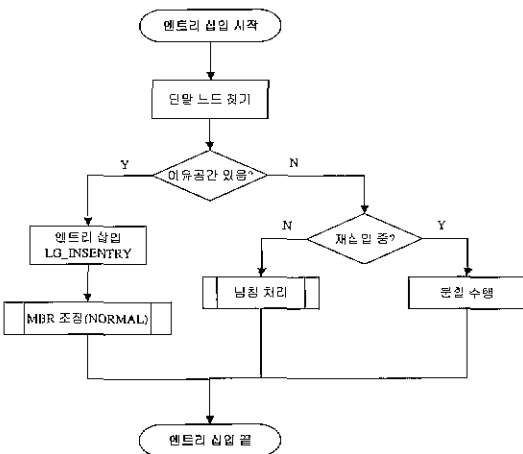 엔트리 삽입 시작
단말 노드 찾기
여유공간 있음?
Y
N
엔트리 삽입
LG_INSENTRY
재삽입 중?
N
Y
MBR 조정(NORMAL)
넘침 처리
분할 수행
엔트리 삽입 끝